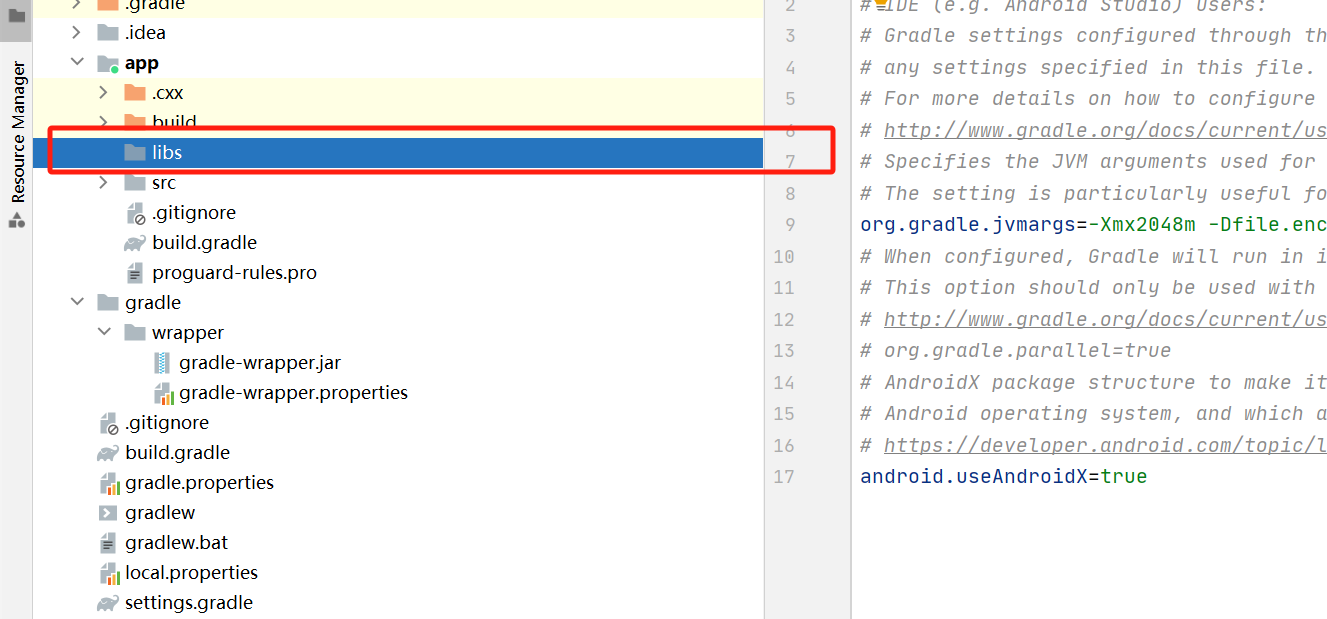 Resource Manager
.gradle
.idea
app
.cxx
build
libs
src
.gitignore
build.gradle
proguard-rules.pro
gradle
wrapper
gradle-wrapper.jar
gradle-wrapper.properties
.gitignore
build.gradle
gradle.properties
gradlew
gradlew.bat
local.properties
settings.gradle
2 # IDE (e.g. Android Studio) users:
3 # Gradle settings configured through th
4 # any settings specified in this file.
5 # For more details on how to configure
6 # http://www.gradle.org/docs/current/us
7 # Specifies the JVM arguments used for
8 # The setting is particularly useful fo
9 org.gradle.jvmargs=-Xmx2048m -Dfile.enc
10 # When configured, Gradle will run in i
11 # This option should only be used with
12 # http://www.gradle.org/docs/current/us
13 # org.gradle.parallel=true
14 # AndroidX package structure to make it
15 # Android operating system, and which a
16 # https://developer.android.com/topic/l
17 android.useAndroidX=true